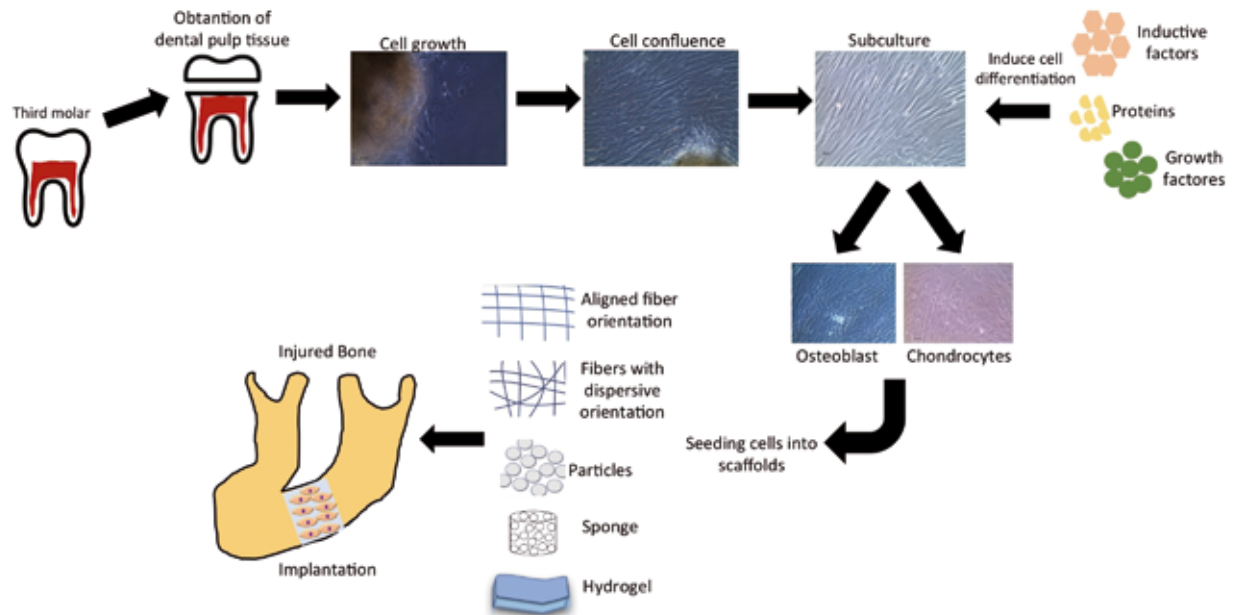 Third molar
Obtantion of
dental pulp tissue
Cell growth
Cell confluence
Subculture
Induce cell
differentiation
Inductive
factors
Proteins
Growth
factores
Osteoblast
Chondrocytes
Seeding cells into
scaffolds
Aligned fiber
orientation
Fibers with
dispersive
orientation
Particles
Sponge
Hydrogel
Injured Bone
Implantation